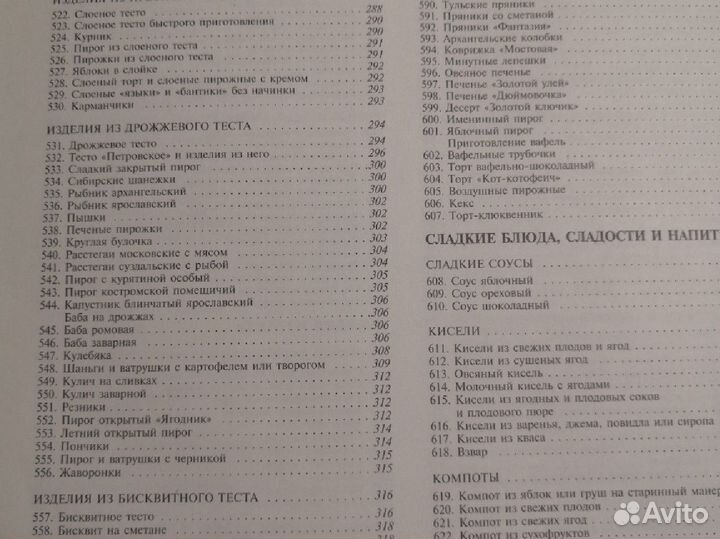 522. Слоеное тесто 288
523. Слоеное тесто быстрого приготовления 290
524. Курник 290
525. Пирог из слоеного теста 291
526. Пирожки из слоеного теста 291
527. Яблоки в слойке 292
528. Слоеный торт и слоеные пирожные с кремом 292
529. Слоеные «языки» и «бантики» без начинки 293
530. Карманчики 293
ИЗДЕЛИЯ ИЗ ДРОЖЖЕВОГО ТЕСТА 294
531. Дрожжевое тесто 294
532. Тесто «Петровское» и изделия из него 296
533. Сладкий закрытый пирог 300
534. Сибирские шанежки 300
535. Рыбник архангельский 300
536. Рыбник ярославский 302
537. Пышки 302
538. Печеные пирожки 302
539. Круглая булочка 303
540. Расстегаи московские с мясом 304
541. Расстегаи суздальские с рыбой 304
542. Пирог с курятиной особый 304
543. Пирог костромской помещичий 305
544. Капустник блинчатый ярославский 306
Баба на дрожжах 306
545. Баба ромовая 306
546. Баба заварная 306
547. Кулебяка 308
548. Шаньги и ватрушки с картофелем или творогом 309
549. Кулич на сливках 312
550. Кулич заварной 312
551. Резники 312
552. Пирог открытый «Ягодник» 312
553. Летний открытый пирог 314
554. Пончики 314
555. Пирог и ватрушки с черникой 315
556. Жаворонки 315
ИЗДЕЛИЯ ИЗ БИСКВИТНОГО ТЕСТА 316
557. Бисквитное тесто 316
558. Бисквит на сметане 318
590. Тульские пряники
591. Пряники со сметаной
592. Пряники «Фантазия»
593. Архангельские колобки
594. Коврижка «Мостовая»
595. Минутные лепешки
596. Овсяное печенье
597. Печенье «Золотой улей»
598. Печенье «Дюймовочка»
599. Десерт «Золотой ключик»
600. Именинный пирог
601. Яблочный пирог
Приготовление вафель
602. Вафельные трубочки
603. Торт вафельно-шоколадный
604. Торт «Кот-котофеич»
605. Воздушные пирожные
606. Кекс
607. Торт-клюквенник
СЛАДКИЕ БЛЮДА, СЛАДОСТИ И НАПИТ
СЛАДКИЕ СОУСЫ
608. Соус яблочный
609. Соус ореховый
610. Соус шоколадный
КИСЕЛИ
611. Кисели из свежих плодов и ягод
612. Кисели из сушеных ягод
613. Овсяный кисель
614. Молочный кисель с ягодами
615. Кисели из ягодных и плодовых соков
и плодового пюре
616. Кисели из варенья, джема, повидла или сиропа
617. Кисели из кваса
618. Взвар
КОМПОТЫ
619. Компот из яблок или груш на старинный манер
620. Компот из свежих плодов
621. Компот из свежих ягод
622. Компот из сухофруктов
Avito